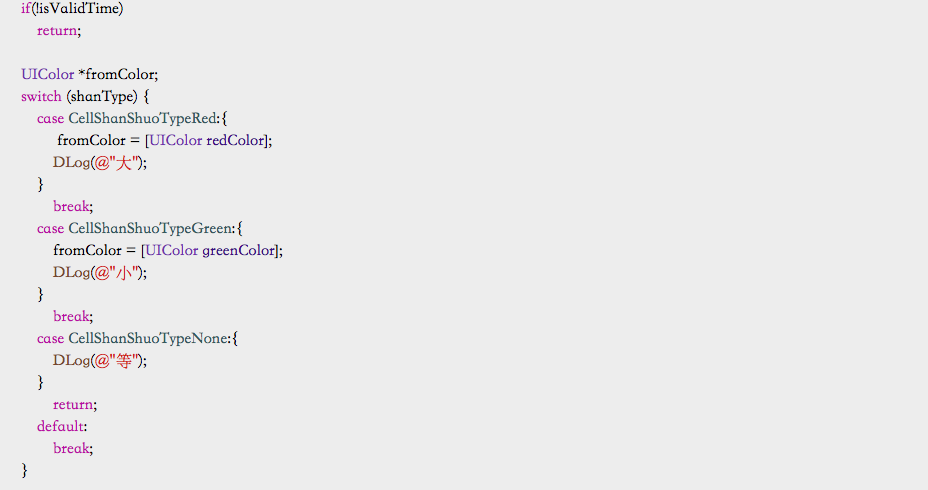 if(!isValidTime)
return;
UIColor *fromColor;
switch (shanType) {
case CellShanShuoTypeRed:{
fromColor = [UIColor redColor];
DLog(@"大");
}
break;
case CellShanShuoTypeGreen:{
fromColor = [UIColor greenColor];
DLog(@"小");
}
break;
case CellShanShuoTypeNone:{
DLog(@"等");
}
return;
default:
break;
}